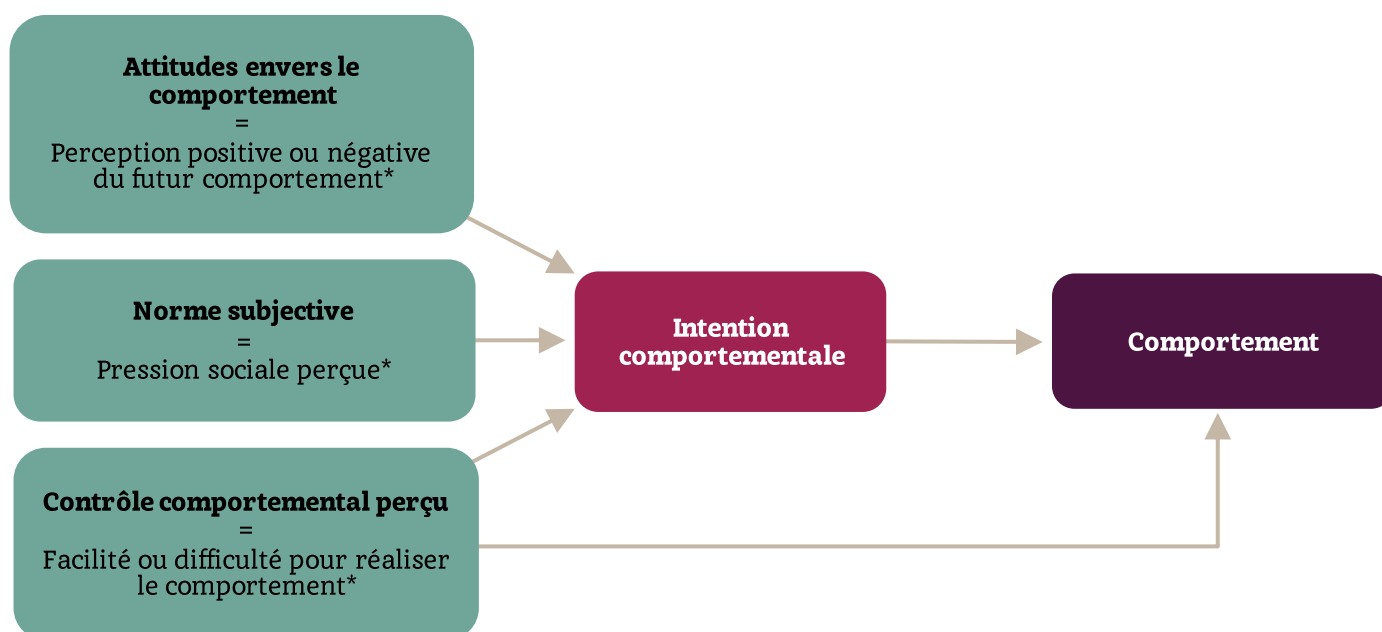 Attitudes envers le
comportement
=
Perception positive ou négative
du futur comportement*
Norme subjective
=
Pression sociale perçue*
Contrôle comportemental perçu
=
Facilité ou difficulté pour réaliser
le comportement*
Intention
comportementale
Comportement